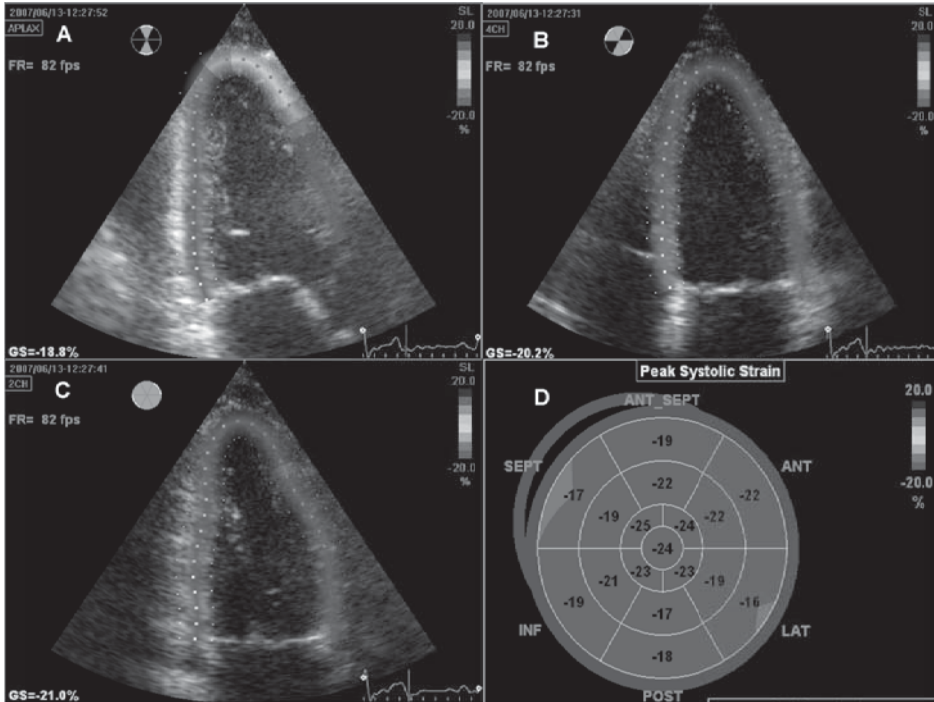 2007/06/13-12:27:52
SL
APLAX
A
20.0
FR= 82 fps
-20.0
%
GS=-18.8%
2007/06/13-12:27:31
SL
4CH
B
20.0
FR= 82 fps
-20.0
%
GS=-20.2%
2007/06/13-12:27:41
SL
2CH
C
20.0
FR= 82 fps
-20.0
%
GS=-21.0%
Peak Systolic Strain
D
ANT_SEPT
20.0
-20.0
%
SEPT
ANT
-19
-17
-22
-22
-19
-22
-25
-24
-24
-23
-23
-21
-19
-19
-16
-17
INF
LAT
-18
POST